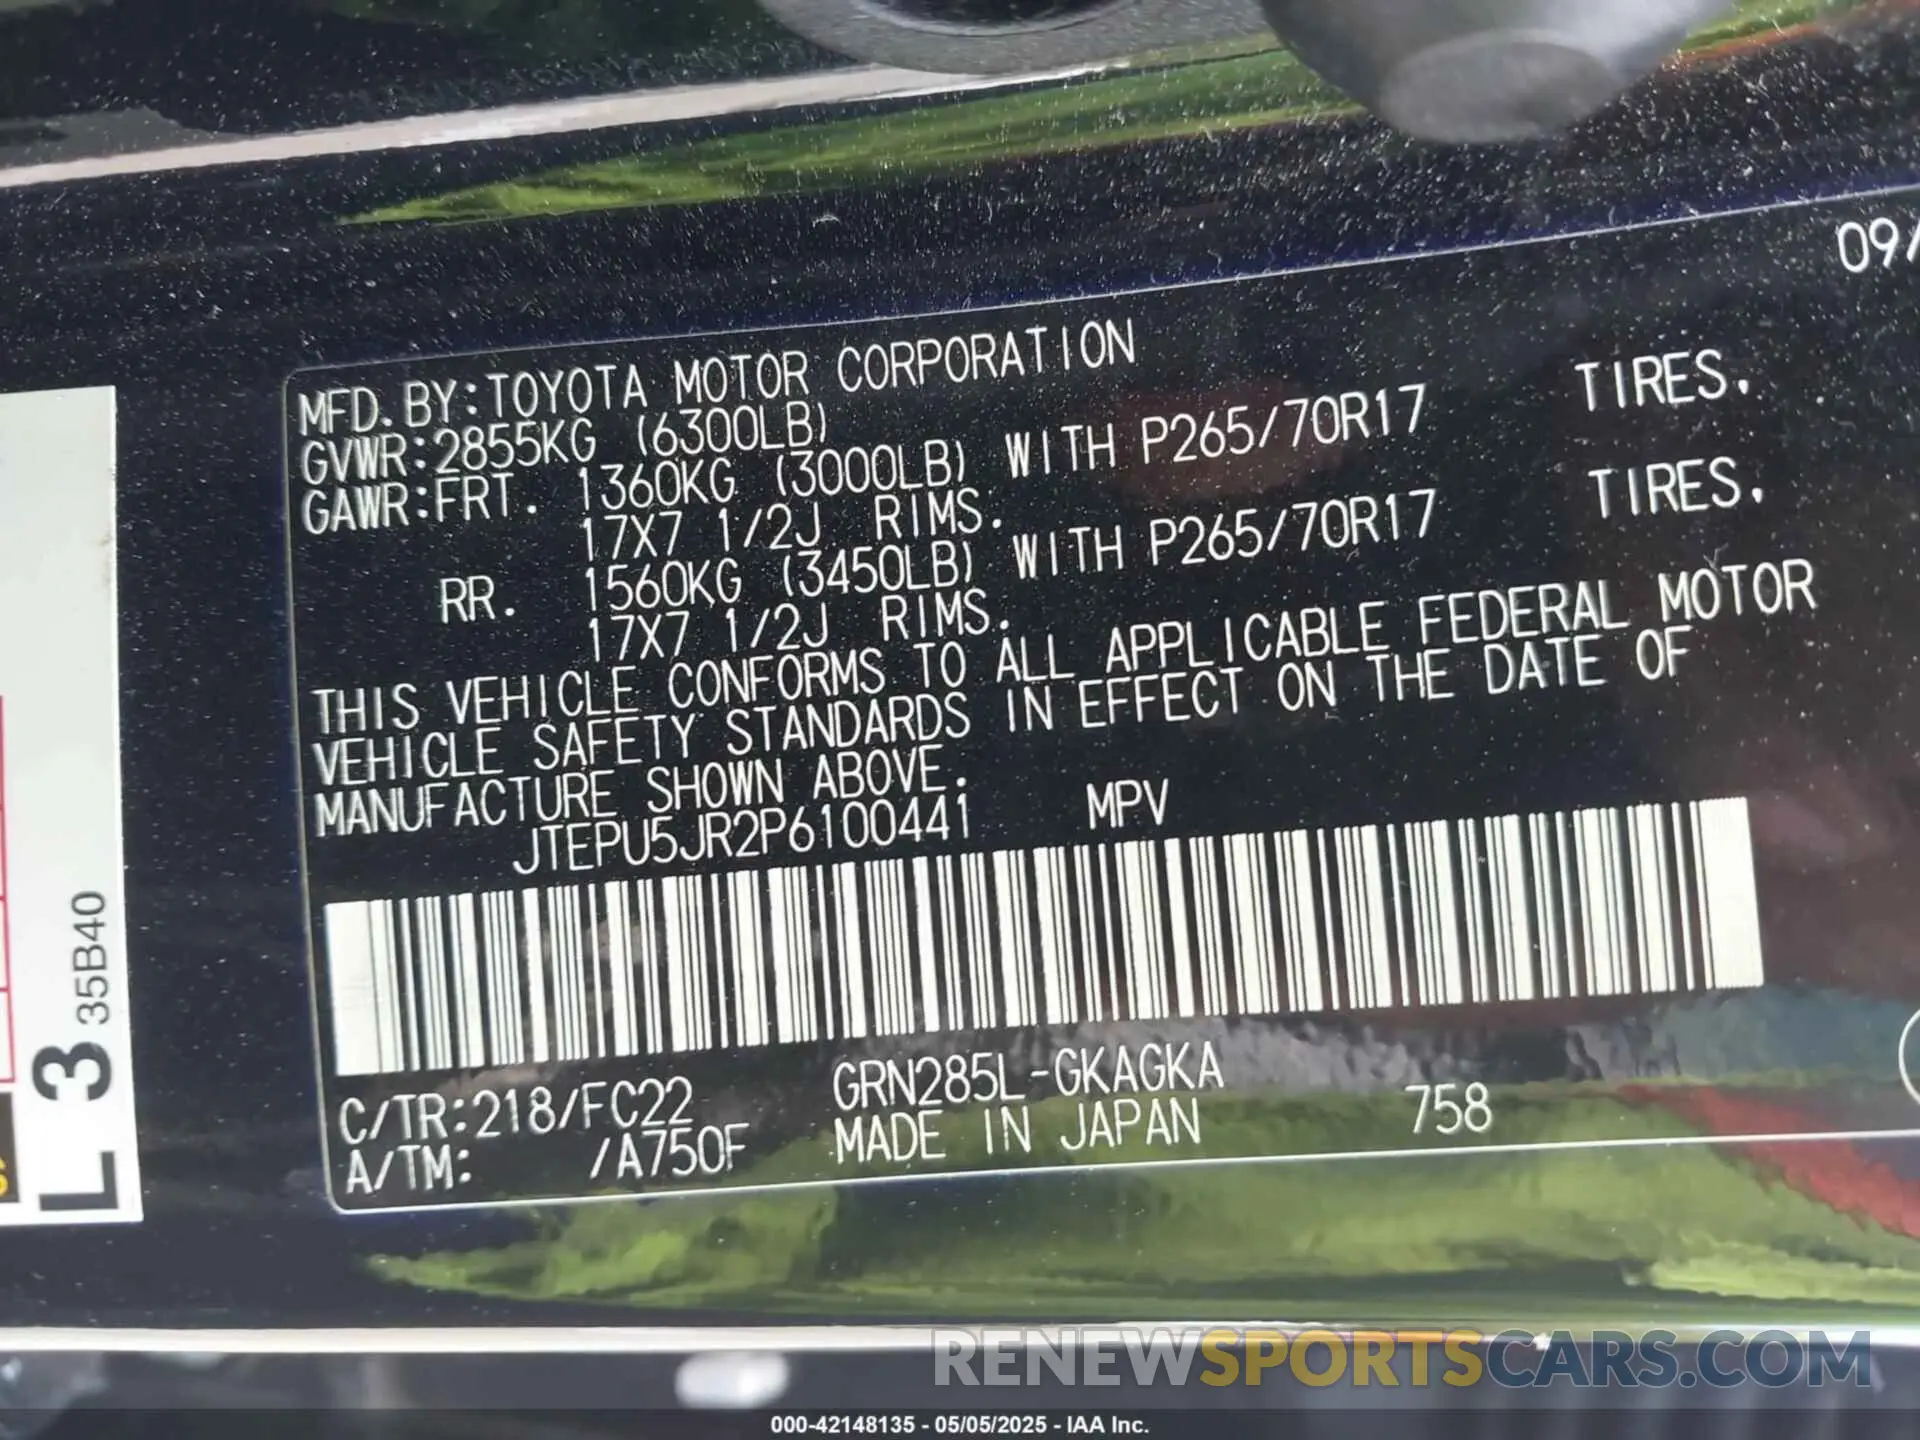 09/
MFD. BY: TOYOTA MOTOR CORPORATION
GVWR: 2855KG (6300LB)
GAWR: FRT. 1360KG (3000LB) WITH P265/70R17 TIRES.
17X7 1/2J RIMS.
RR. 1560KG (3450LB) WITH P265/70R17 TIRES.
17X7 1/2J RIMS.
THIS VEHICLE CONFORMS TO ALL APPLICABLE FEDERAL MOTOR
VEHICLE SAFETY STANDARDS IN EFFECT ON THE DATE OF
MANUFACTURE SHOWN ABOVE.
JTEPU5JR2P6100441 MPV
C/TR: 218/FC22 GRN285L-GKAGKA
A/TM: /A750F MADE IN JAPAN 758
L 3 35B40
RENEWSPORTSCARS.COM
000-42148135 - 05/05/2025 - IAA Inc.